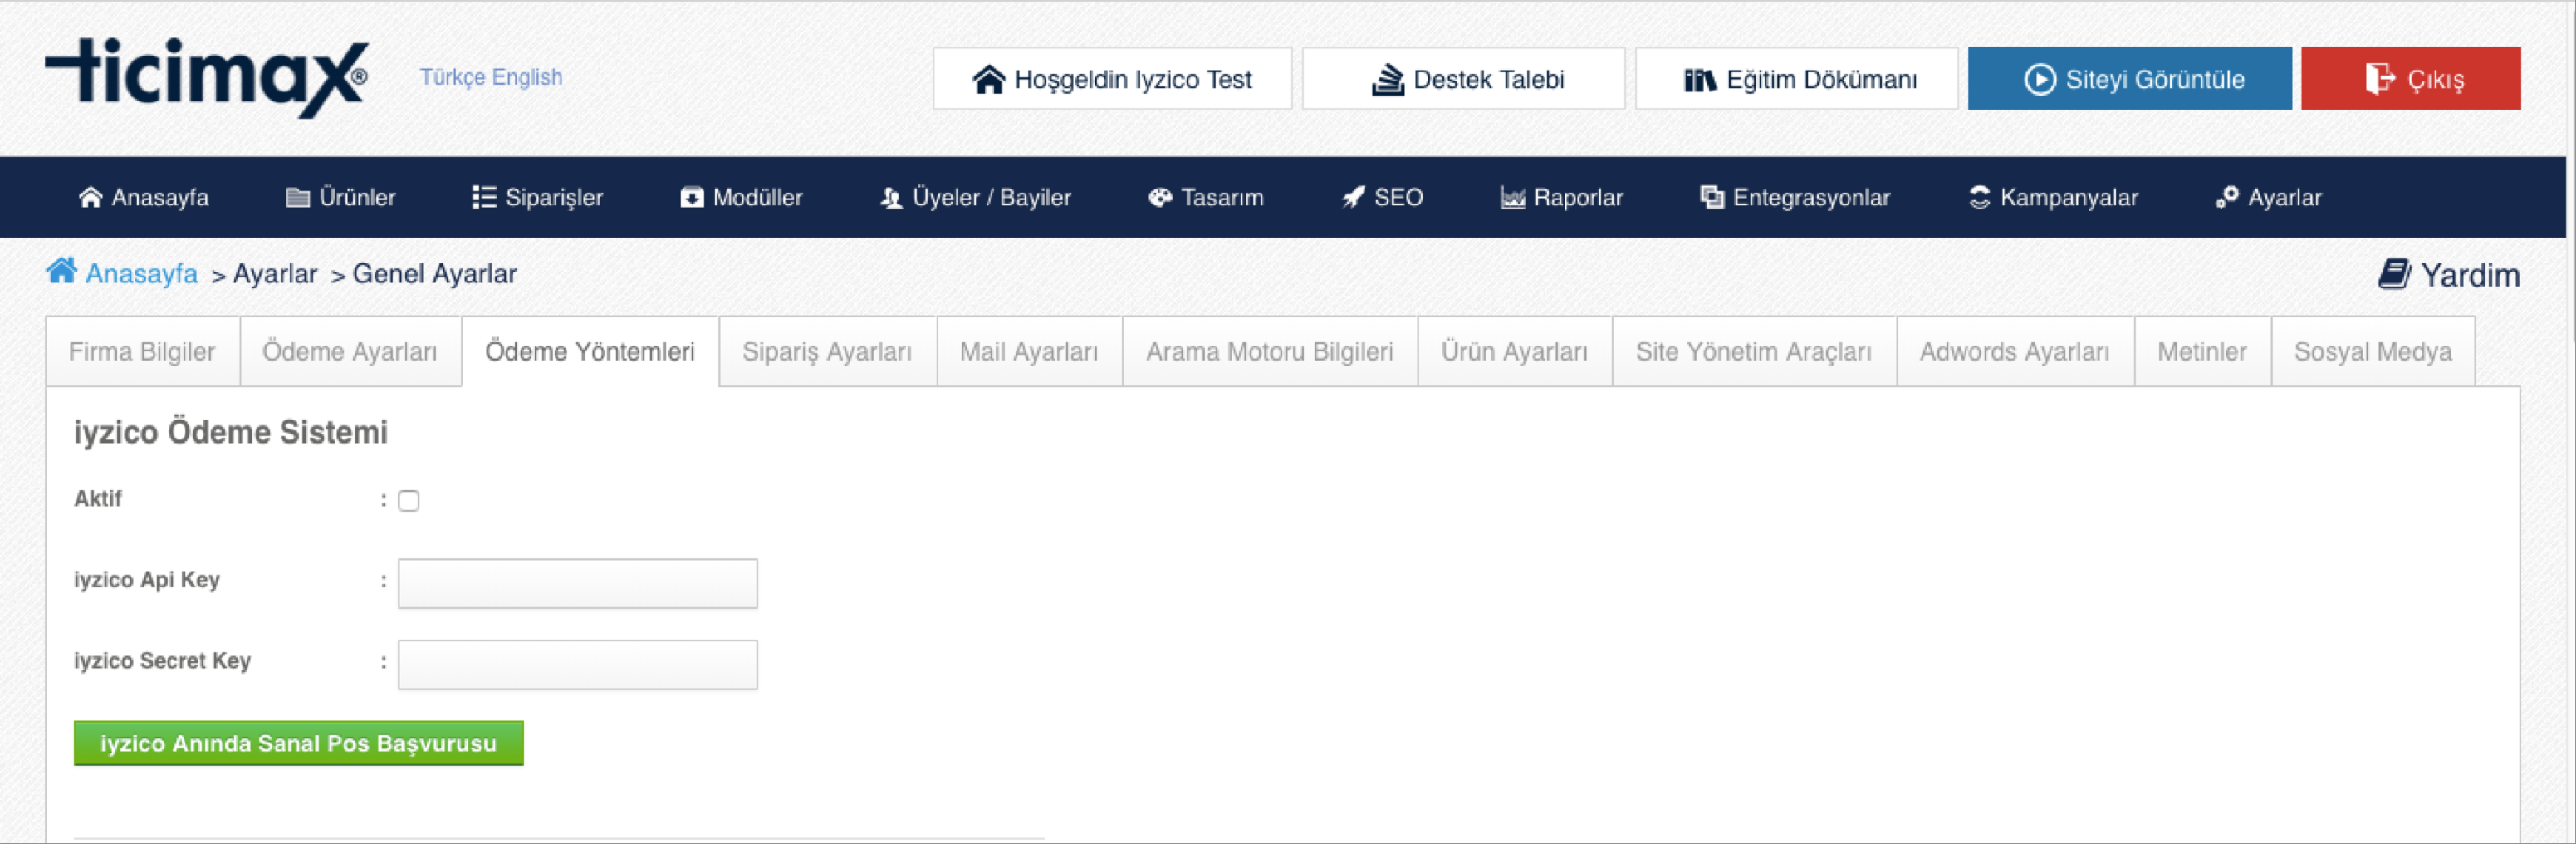 ticimax®
Türkçe English
Hoşgeldin Iyzico Test
Destek Talebi
Eğitim Dökümanı
Siteyi Görüntüle
Çıkış
Anasayfa
Ürünler
Siparişler
Modüller
Üyeler / Bayiler
Tasarım
SEO
Raporlar
Entegrasyonlar
Kampanyalar
Ayarlar
Anasayfa > Ayarlar > Genel Ayarlar
Yardim
Firma Bilgiler
Ödeme Ayarları
Ödeme Yöntemleri
Sipariş Ayarları
Mail Ayarları
Arama Motoru Bilgileri
Ürün Ayarları
Site Yönetim Araçları
Adwords Ayarları
Metinler
Sosyal Medya
iyzico Ödeme Sistemi
Aktif :
iyzico Api Key :
iyzico Secret Key :
iyzico Anında Sanal Pos Başvurusu